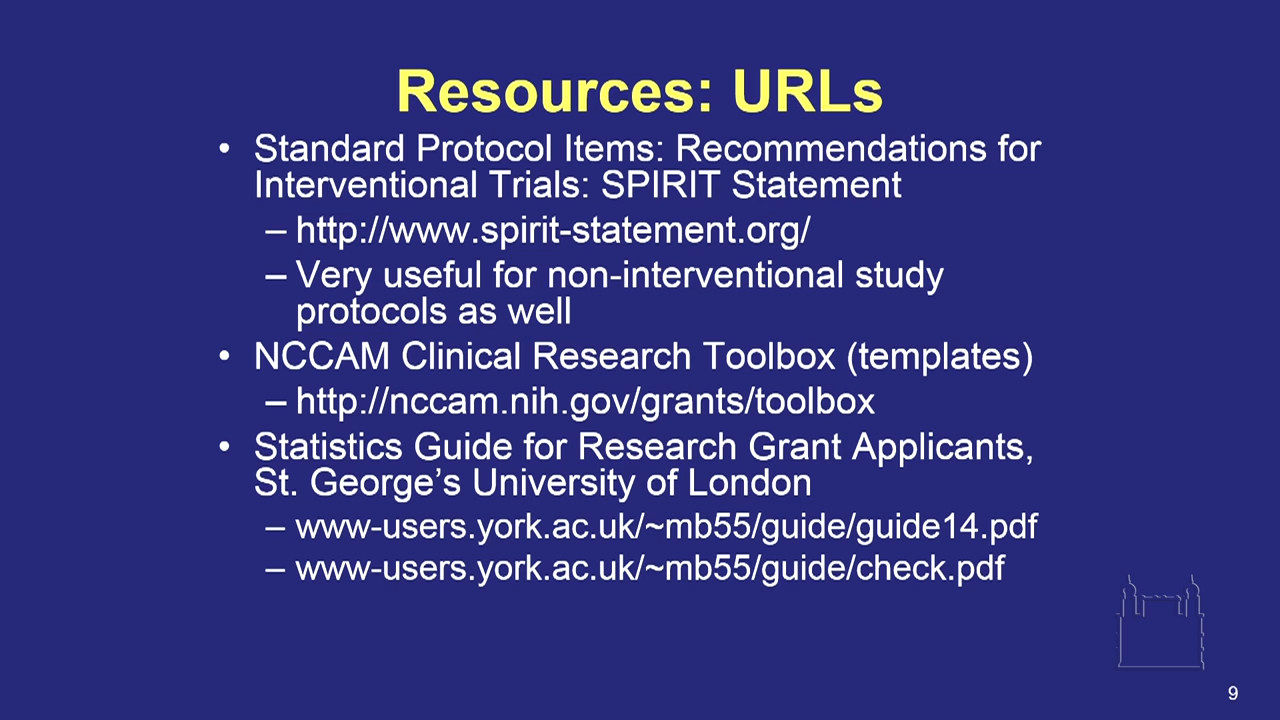 Resources: URLs
• Standard Protocol Items: Recommendations for
Interventional Trials: SPIRIT Statement
– http://www.spirit-statement.org/
– Very useful for non-interventional study
protocols as well
• NCCAM Clinical Research Toolbox (templates)
– http://nccam.nih.gov/grants/toolbox
• Statistics Guide for Research Grant Applicants,
St. George’s University of London
– www-users.york.ac.uk/~mb55/guide/guide14.pdf
– www-users.york.ac.uk/~mb55/guide/check.pdf
9